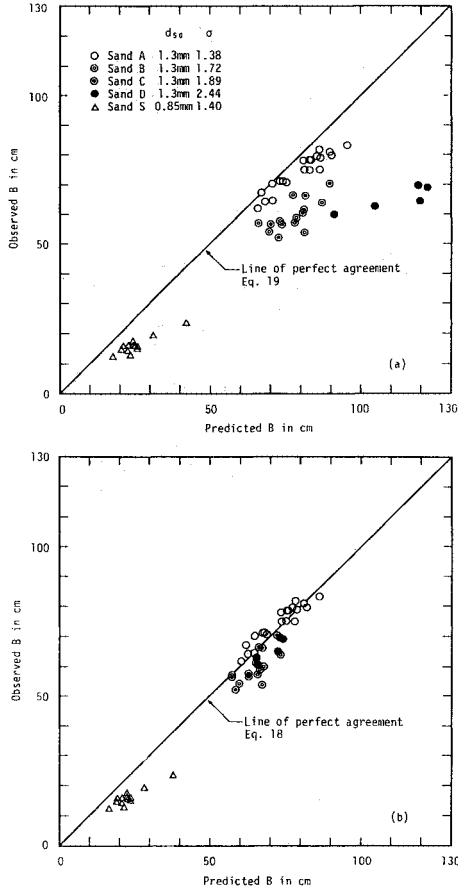 130
100
50
0
Observed B in cm
d₅₀ σ
Sand A 1.3mm 1.38
Sand B 1.3mm 1.72
Sand C 1.3mm 1.89
Sand D 1.3mm 2.44
Sand S 0.85mm 1.40
Line of perfect agreement
Eq. 19
(a)
0 50 100 130
Predicted B in cm
130
100
50
0
Observed B in cm
Line of perfect agreement
Eq. 18
(b)
0 50 100 130
Predicted B in cm